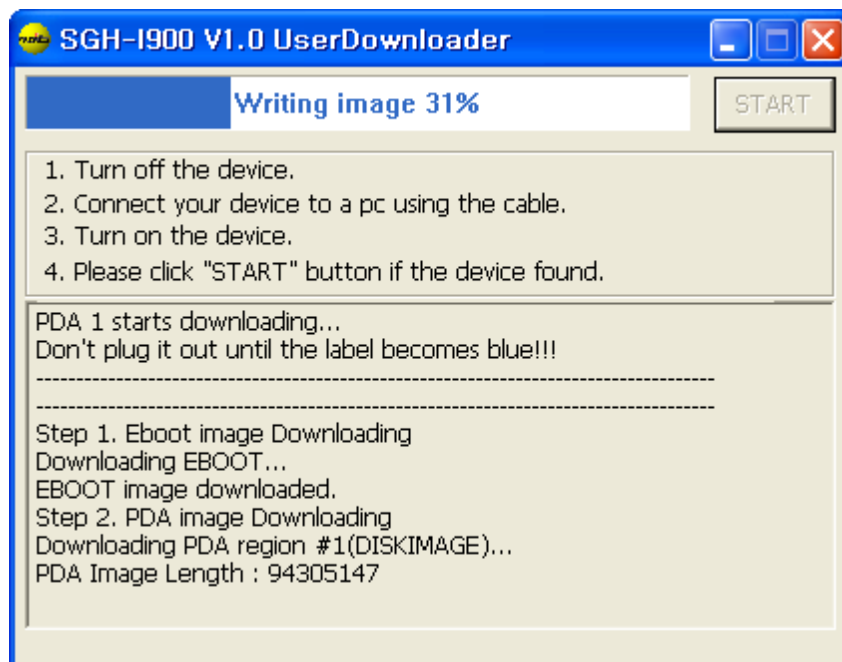 SGH-I900 V1.0 UserDownloader
Writing image 31%
START
1. Turn off the device.
2. Connect your device to a pc using the cable.
3. Turn on the device.
4. Please click "START" button if the device found.
PDA 1 starts downloading...
Don't plug it out until the label becomes blue!!!
--------------------------------------------------------------------------------------
--------------------------------------------------------------------------------------
Step 1. Eboot image Downloading
Downloading EBOOT...
EBOOT image downloaded.
Step 2. PDA image Downloading
Downloading PDA region #1(DISKIMAGE)...
PDA Image Length : 94305147